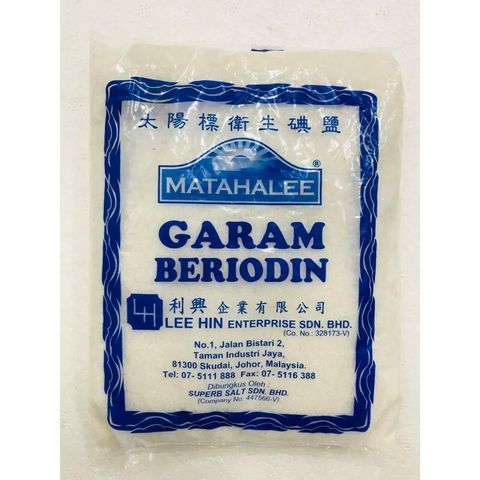 太陽標衛生碘鹽
MATAHALEE®
GARAM
BERIODIN
LH
利興企業有限公司
LEE HIN ENTERPRISE SDN. BHD.
(Co. No.: 328173-V)
No.1, Jalan Bistari 2,
Taman Industri Jaya,
81300 Skudai, Johor, Malaysia.
Tel: 07- 5111 888 Fax: 07- 5116 388
Dibungkus Oleh :
SUPERB SALT SDN. BHD.
(Company No. 447566-V)